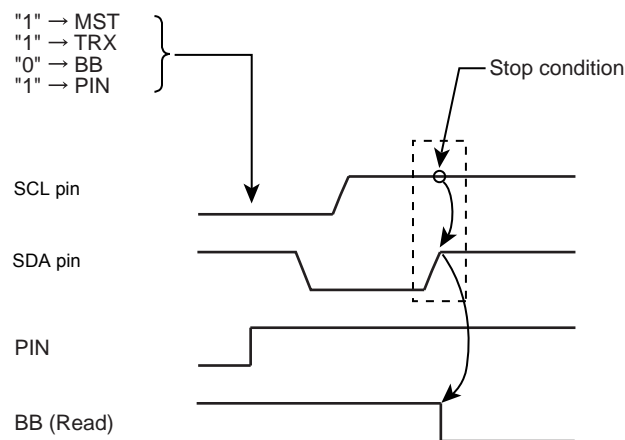 "1" → MST
"1" → TRX
"0" → BB
"1" → PIN
Stop condition
SCL pin
SDA pin
PIN
BB (Read)